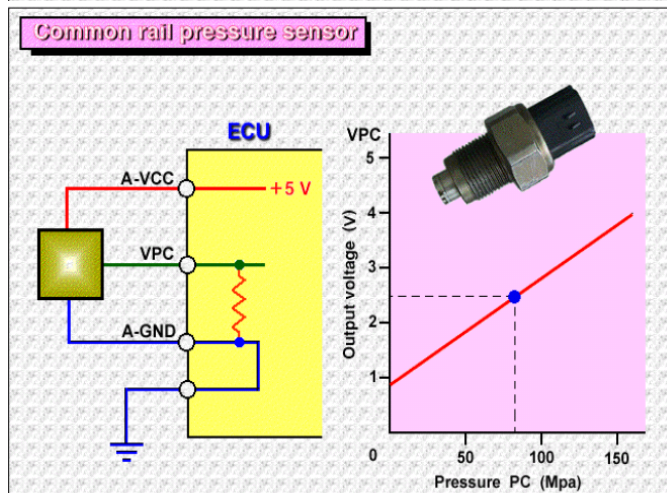 Common rail pressure sensor
ECU
A-VCC
+5 V
VPC
A-GND
VPC
5
4
3
2
1
0
50
100
150
Output voltage (V)
Pressure PC (Mpa)